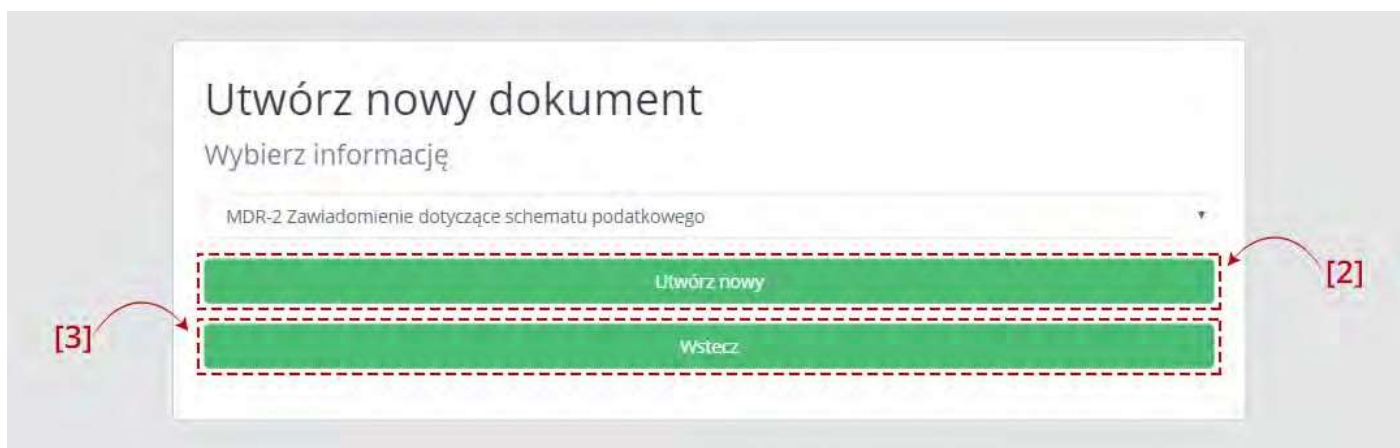 Utwórz nowy dokument
Wybierz informację
MDR-2 Zawiadomienie dotyczące schematu podatkowego
Utwórz nowy
[2]
[3]
Wstecz